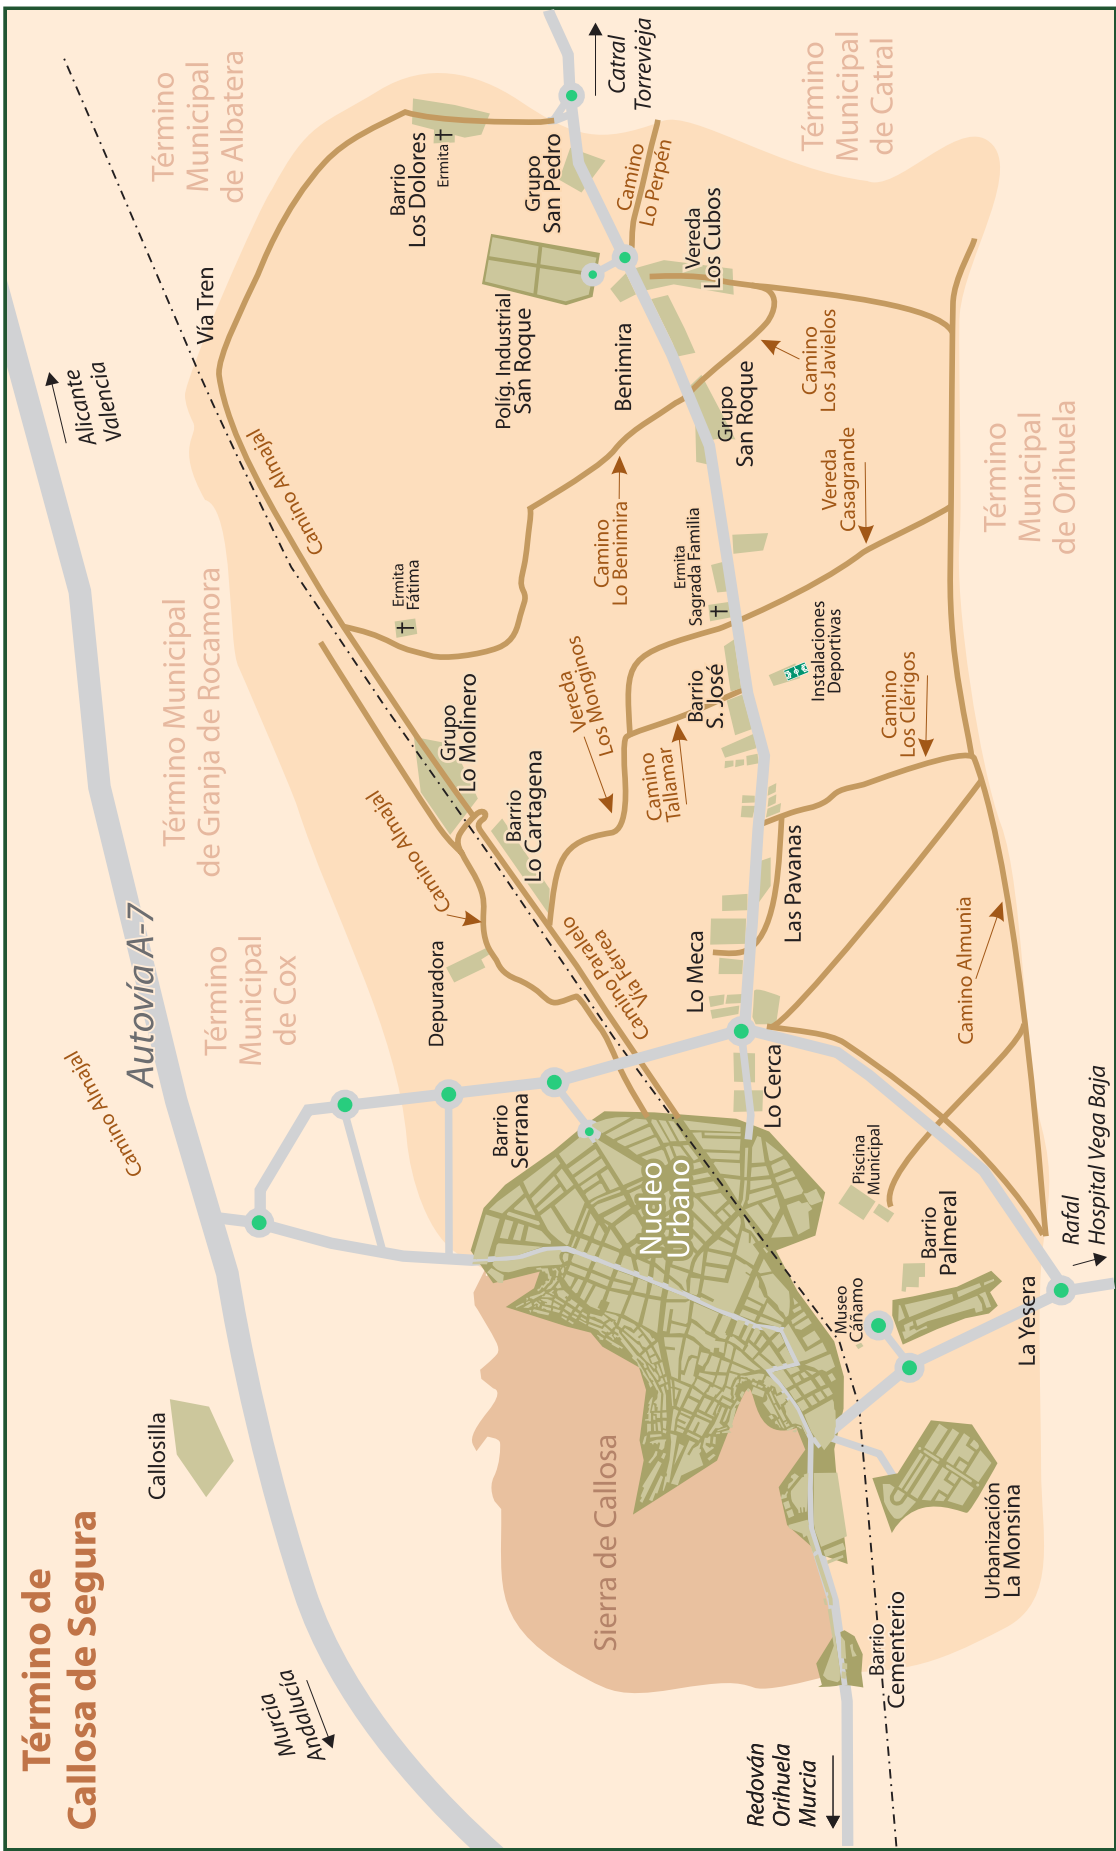 Término de
Callosa de Segura
Murcia
Andalucía
Callosilla
Camino Almajal
Autovía A-7
Alicante
Valencia
Término
Municipal
de Cox
Término Municipal
de Granja de Rocamora
Término
Municipal
de Albatera
Vía Tren
Camino Almajal
Barrio
Los Dolores
Ermita
Grupo
San Pedro
Catral
Torrevieja
Término
Municipal
de Catral
Camino
Lo Perpén
Políg. Industrial
San Roque
Vereda
Los Cubos
Benimira
Camino
Los Javielos
Grupo
San Roque
Vereda
Casagrande
Término
Municipal
de Orihuela
Ermita
Fátima
Camino
Lo Benimira
Ermita
Sagrada Familia
Grupo
Lo Molinero
Vereda
Los Monginos
Barrio
S. José
Instalaciones
Deportivas
Camino
Los Clérigos
Camino Almajal
Barrio
Lo Cartagena
Camino
Tallamar
Las Pavanas
Depuradora
Camino Paralelo
Vía Férrea
Lo Meca
Camino Almunia
Barrio
Serrana
Lo Cerca
Nucleo
Urbano
Piscina
Municipal
Barrio
Palmeral
Rafal
Hospital Vega Baja
Museo
Cáñamo
La Yesera
Sierra de Callosa
Urbanización
La Monsina
Barrio
Cementerio
Redován
Orihuela
Murcia